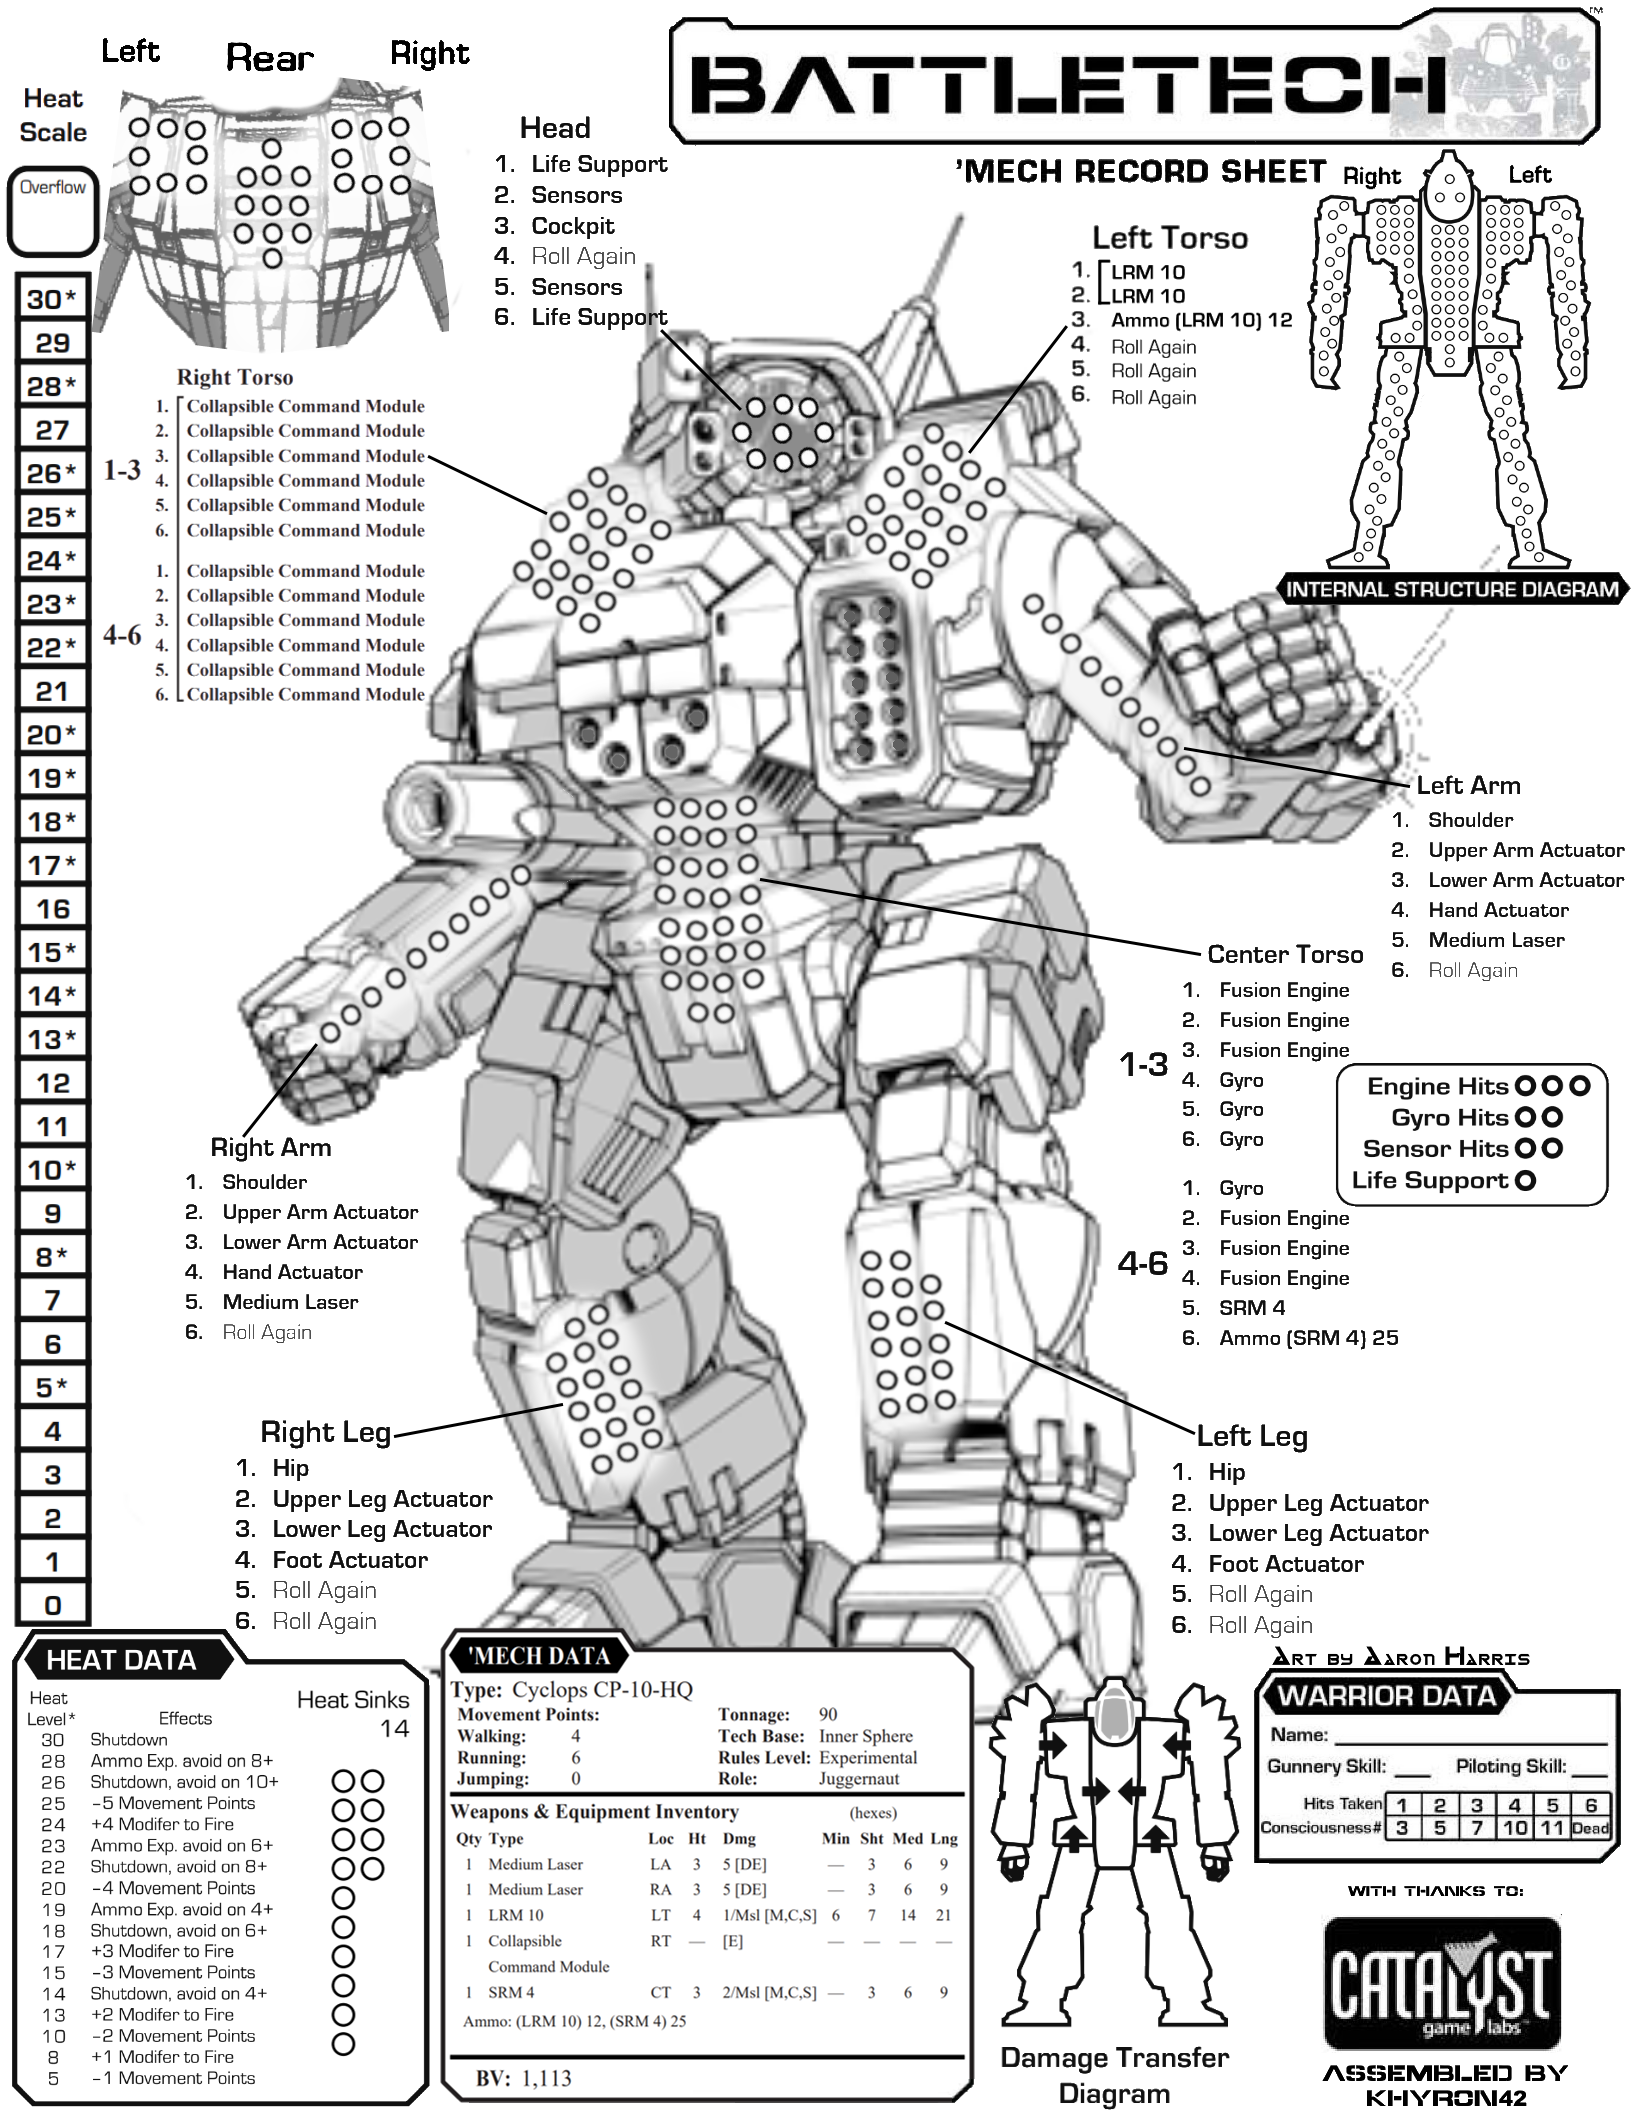 Left Rear Right
BATTLETECH
™
'MECH RECORD SHEET
Heat
Scale
Overflow
30*
29
28*
27
26*
25*
24*
23*
22*
21
20*
19*
18*
17*
16
15*
14*
13*
12
11
10*
9
8*
7
6
5*
4
3
2
1
0
Head
1. Life Support
2. Sensors
3. Cockpit
4. Roll Again
5. Sensors
6. Life Support
Left Torso
1. LRM 10
2. LRM 10
3. Ammo (LRM 10) 12
4. Roll Again
5. Roll Again
6. Roll Again
Right Left
INTERNAL STRUCTURE DIAGRAM
Right Torso
1-3
1. Collapsible Command Module
2. Collapsible Command Module
3. Collapsible Command Module
4. Collapsible Command Module
5. Collapsible Command Module
6. Collapsible Command Module
4-6
1. Collapsible Command Module
2. Collapsible Command Module
3. Collapsible Command Module
4. Collapsible Command Module
5. Collapsible Command Module
6. Collapsible Command Module
Left Arm
1. Shoulder
2. Upper Arm Actuator
3. Lower Arm Actuator
4. Hand Actuator
5. Medium Laser
6. Roll Again
Center Torso
1-3
1. Fusion Engine
2. Fusion Engine
3. Fusion Engine
4. Gyro
5. Gyro
6. Gyro
4-6
1. Gyro
2. Fusion Engine
3. Fusion Engine
4. Fusion Engine
5. SRM 4
6. Ammo (SRM 4) 25
Engine Hits
Gyro Hits
Sensor Hits
Life Support
Right Arm
1. Shoulder
2. Upper Arm Actuator
3. Lower Arm Actuator
4. Hand Actuator
5. Medium Laser
6. Roll Again
Right Leg
1. Hip
2. Upper Leg Actuator
3. Lower Leg Actuator
4. Foot Actuator
5. Roll Again
6. Roll Again
Left Leg
1. Hip
2. Upper Leg Actuator
3. Lower Leg Actuator
4. Foot Actuator
5. Roll Again
6. Roll Again
HEAT DATA
Heat
Level* Effects
Heat Sinks
14
30 Shutdown
28 Ammo Exp. avoid on 8+
26 Shutdown, avoid on 10+
25 -5 Movement Points
24 +4 Modifer to Fire
23 Ammo Exp. avoid on 6+
22 Shutdown, avoid on 8+
20 -4 Movement Points
19 Ammo Exp. avoid on 4+
18 Shutdown, avoid on 6+
17 +3 Modifer to Fire
15 -3 Movement Points
14 Shutdown, avoid on 4+
13 +2 Modifer to Fire
10 -2 Movement Points
8 +1 Modifer to Fire
5 -1 Movement Points
'MECH DATA
Type: Cyclops CP-10-HQ
Movement Points: Tonnage: 90
Walking: 4 Tech Base: Inner Sphere
Running: 6 Rules Level: Experimental
Jumping: 0 Role: Juggernaut
Weapons & Equipment Inventory (hexes)
Qty Type Loc Ht Dmg Min Sht Med Lng
1 Medium Laser LA 3 5 [DE] — 3 6 9
1 Medium Laser RA 3 5 [DE] — 3 6 9
1 LRM 10 LT 4 1/Msl [M,C,S] 6 7 14 21
1 Collapsible RT — [E] — — — —
Command Module
1 SRM 4 CT 3 2/Msl [M,C,S] — 3 6 9
Ammo: (LRM 10) 12, (SRM 4) 25
BV: 1,113
Damage Transfer
Diagram
Art by Aaron Harris
WARRIOR DATA
Name:
Gunnery Skill: Piloting Skill:
Hits Taken 1 2 3 4 5 6
Consciousness# 3 5 7 10 11 Dead
WITH THANKS TO:
CATALYST
game labs™
ASSEMBLED BY
KHYRON42